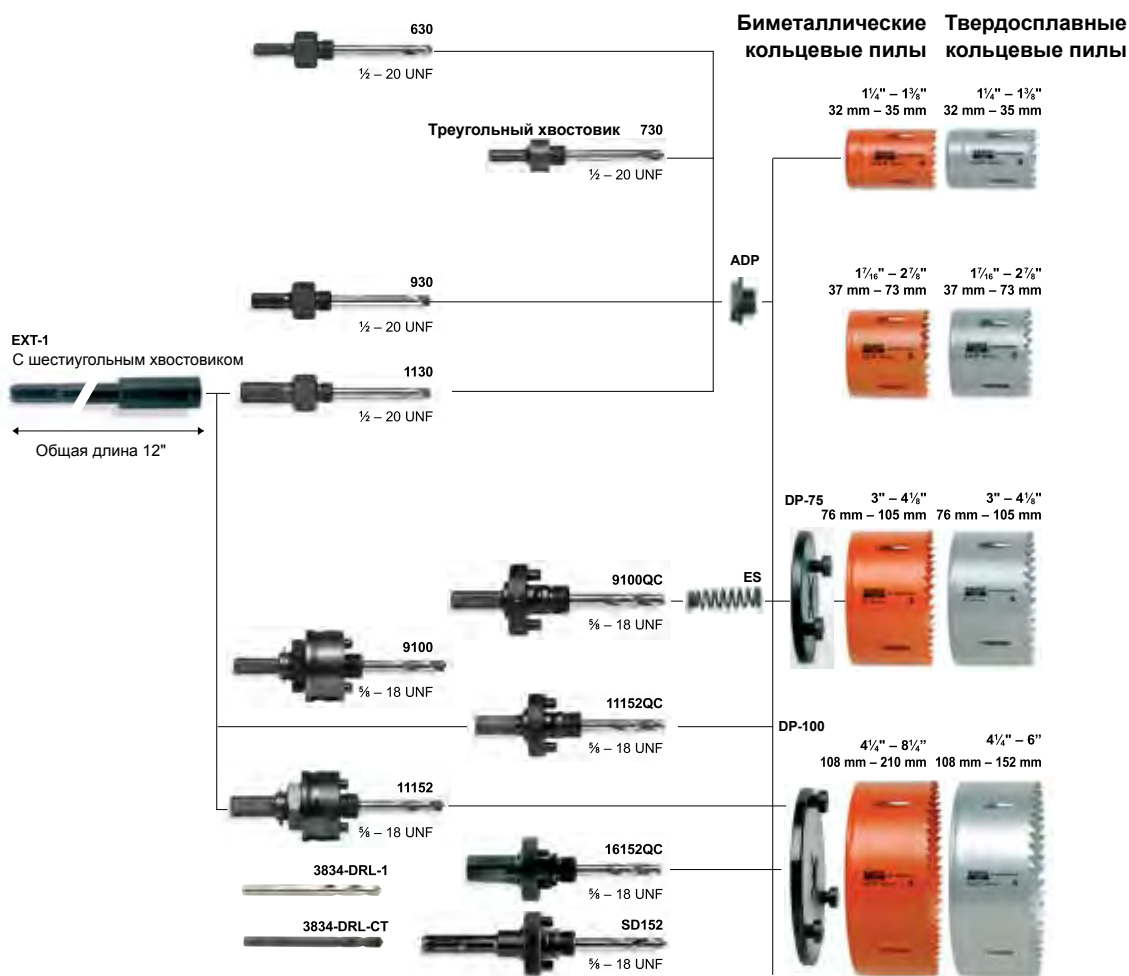 Биметаллические
кольцевые пилы
Твердосплавные
кольцевые пилы
630
½ – 20 UNF
1¼" – 1⅜"
32 mm – 35 mm
1¼" – 1⅜"
32 mm – 35 mm
Треугольный хвостовик 730
½ – 20 UNF
ADP
930
½ – 20 UNF
1⁷⁄₁₆" – 2⅞"
37 mm – 73 mm
1⁷⁄₁₆" – 2⅞"
37 mm – 73 mm
EXT-1
С шестиугольным хвостовиком
Общая длина 12"
1130
½ – 20 UNF
DP-75
3" – 4⅛"
76 mm – 105 mm
3" – 4⅛"
76 mm – 105 mm
9100QC
⅝ – 18 UNF
ES
9100
⅝ – 18 UNF
11152QC
⅝ – 18 UNF
DP-100
4¼" – 8¼”
108 mm – 210 mm
4¼" – 6”
108 mm – 152 mm
11152
⅝ – 18 UNF
16152QC
⅝ – 18 UNF
3834-DRL-1
3834-DRL-CT
SD152
⅝ – 18 UNF